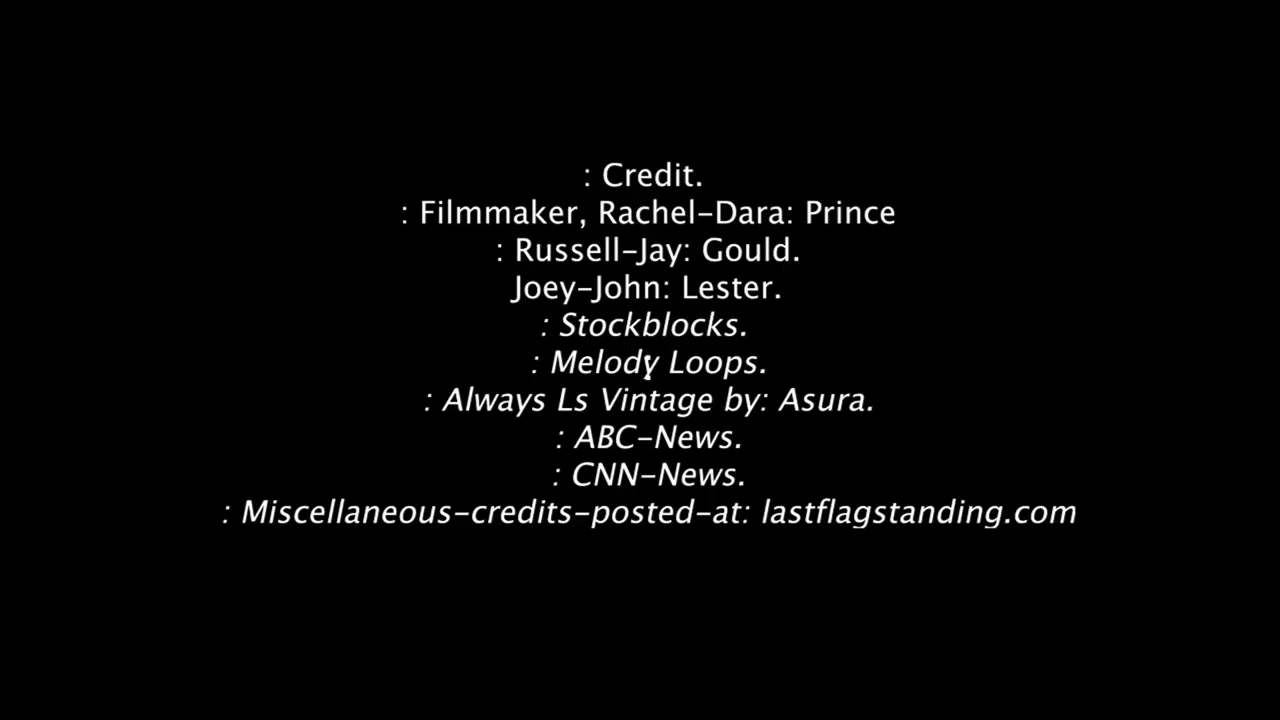 : Credit.
: Filmmaker, Rachel-Dara: Prince
: Russell-Jay: Gould.
Joey-John: Lester.
: Stockblocks.
: Melody Loops.
: Always Ls Vintage by: Asura.
: ABC-News.
: CNN-News.
: Miscellaneous-credits-posted-at: lastflagstanding.com